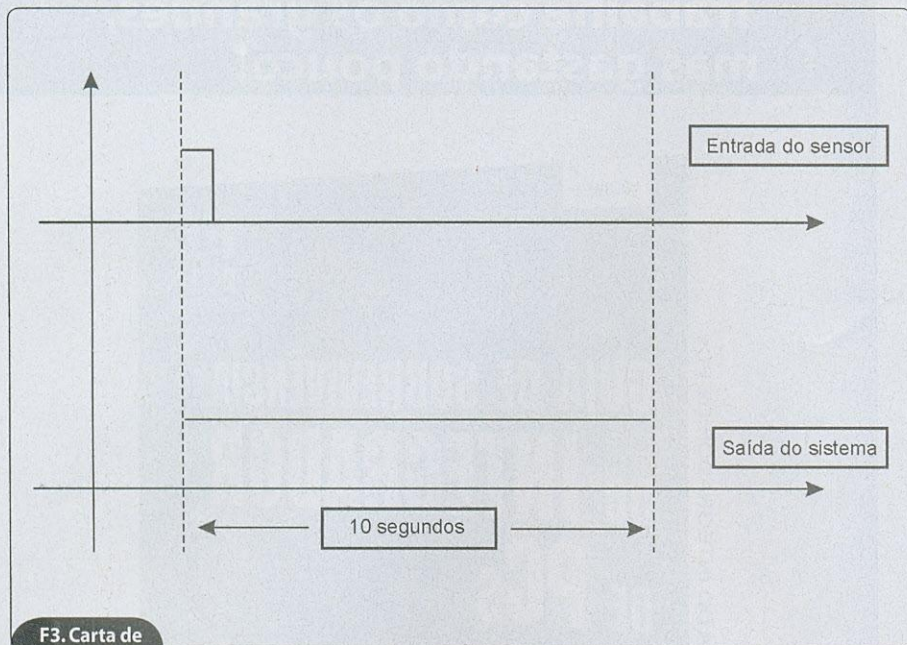 Entrada do sensor
Saída do sistema
10 segundos
F3. Carta de